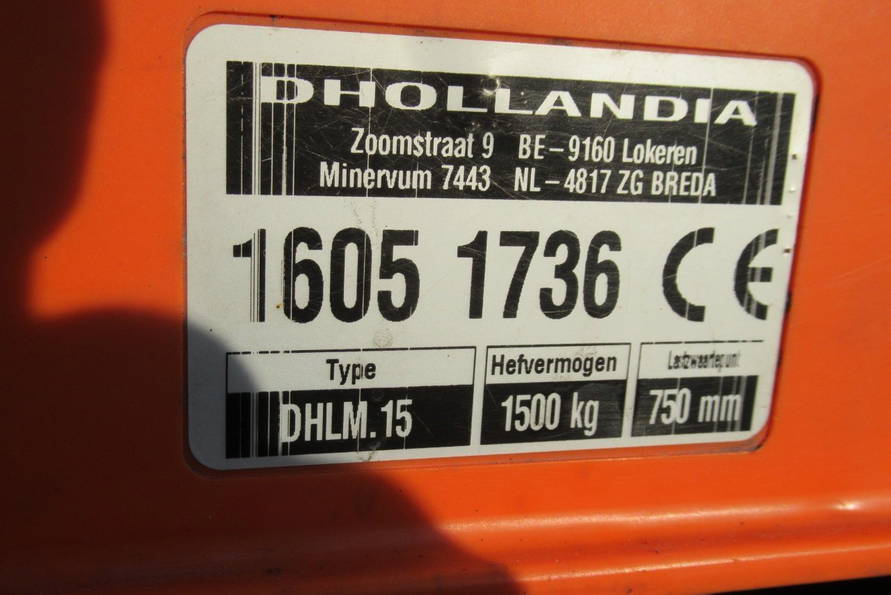 DHOLLANDIA
Zoomstraat 9 BE-9160 Lokeren
Minervum 7443 NL-4817 ZG BREDA
1605 1736 CE
Type Hefvermogen Lastzwaartepunt
DHLM.15 1500 kg 750 mm